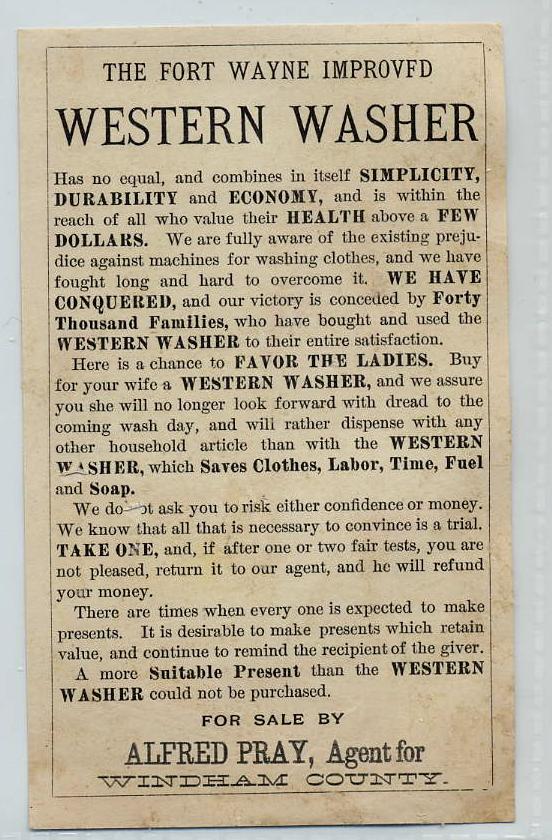 THE FORT WAYNE IMPROVFD
WESTERN WASHER
Has no equal, and combines in itself SIMPLICITY,
DURABILITY and ECONOMY, and is within the
reach of all who value their HEALTH above a FEW
DOLLARS. We are fully aware of the existing preju-
dice against machines for washing clothes, and we have
fought long and hard to overcome it. WE HAVE
CONQUERED, and our victory is conceded by Forty
Thousand Families, who have bought and used the
WESTERN WASHER to their entire satisfaction.
Here is a chance to FAVOR THE LADIES. Buy
for your wife a WESTERN WASHER, and we assure
you she will no longer look forward with dread to the
coming wash day, and will rather dispense with any
other household article than with the WESTERN
WASHER, which Saves Clothes, Labor, Time, Fuel
and Soap.
We do not ask you to risk either confidence or money.
We know that all that is necessary to convince is a trial.
TAKE ONE, and, if after one or two fair tests, you are
not pleased, return it to our agent, and he will refund
your money.
There are times when every one is expected to make
presents. It is desirable to make presents which retain
value, and continue to remind the recipient of the giver.
A more Suitable Present than the WESTERN
WASHER could not be purchased.
FOR SALE BY
ALFRED PRAY, Agent for
WINDHAM COUNTY.